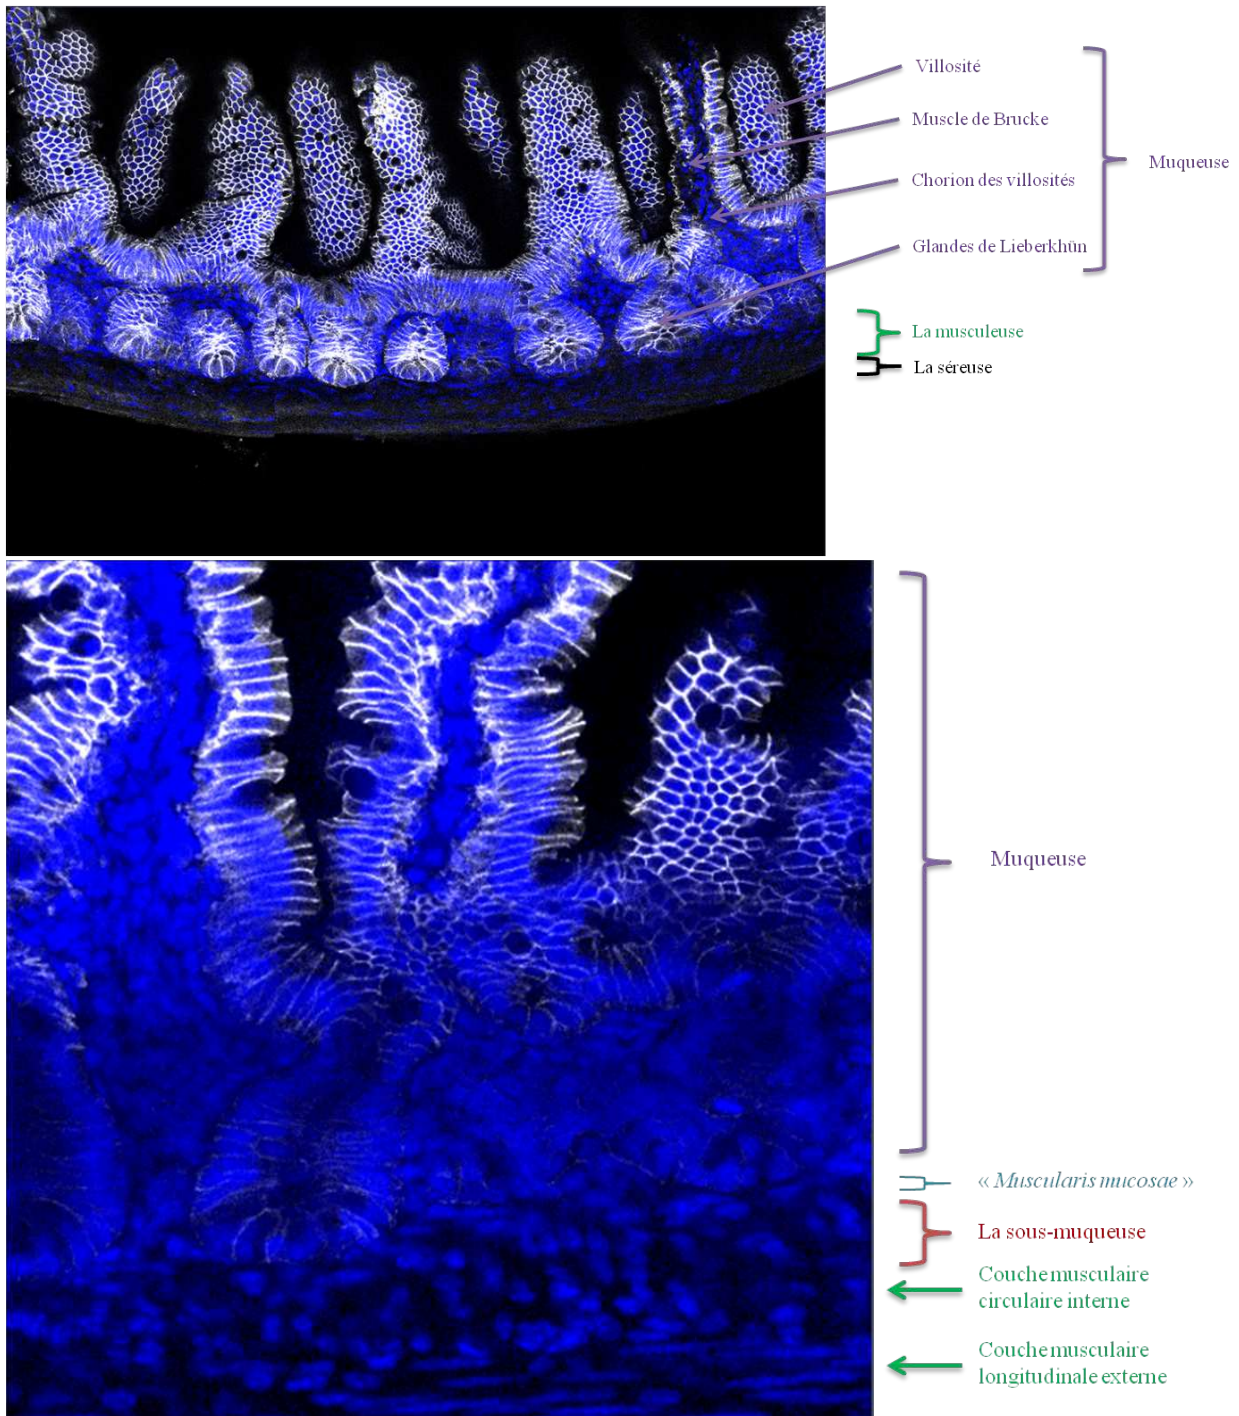 Villosité
Muscle de Brucke
Chorion des villosités
Glandes de Lieberkhün
Muqueuse
La musculeuse
La séreuse
Muqueuse
« Muscularis mucosae »
La sous-muqueuse
Couche musculaire
circulaire interne
Couche musculaire
longitudinale externe